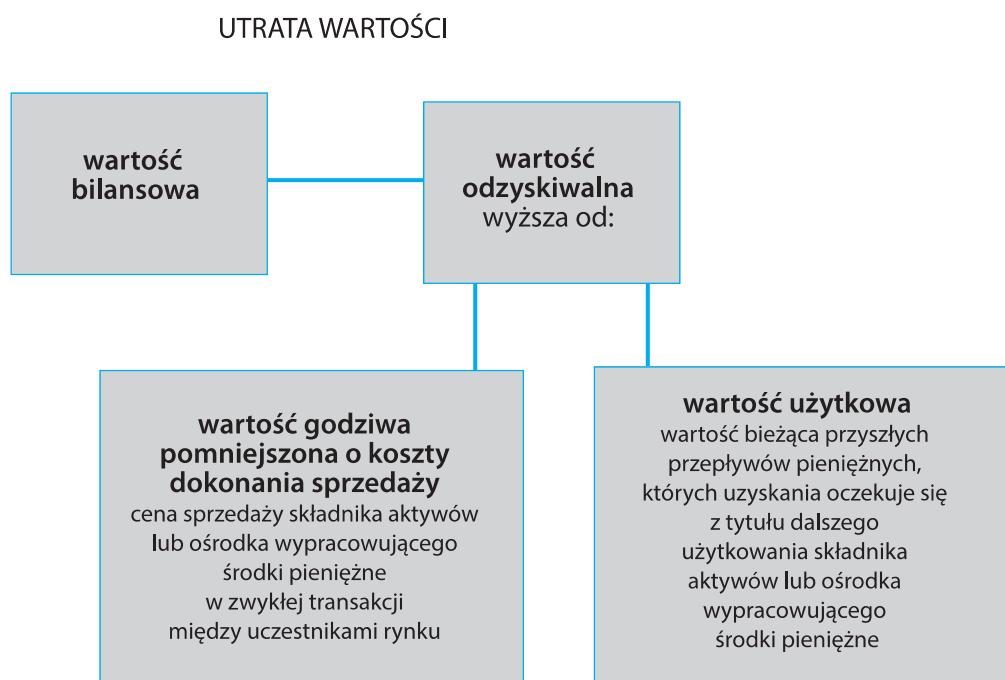 UTRATA WARTOŚCI
wartość
bilansowa
wartość
odzyskiwalna
wyższa od:
wartość godziwa
pomniejszona o koszty
dokonania sprzedaży
cena sprzedaży składnika aktywów
lub ośrodka wypracowującego
środki pieniężne
w zwykłej transakcji
między uczestnikami rynku
wartość użytkowa
wartość bieżąca przyszłych
przepływów pieniężnych,
których uzyskania oczekuje się
z tytułu dalszego
użytkowania składnika
aktywów lub ośrodka
wypracowującego
środki pieniężne